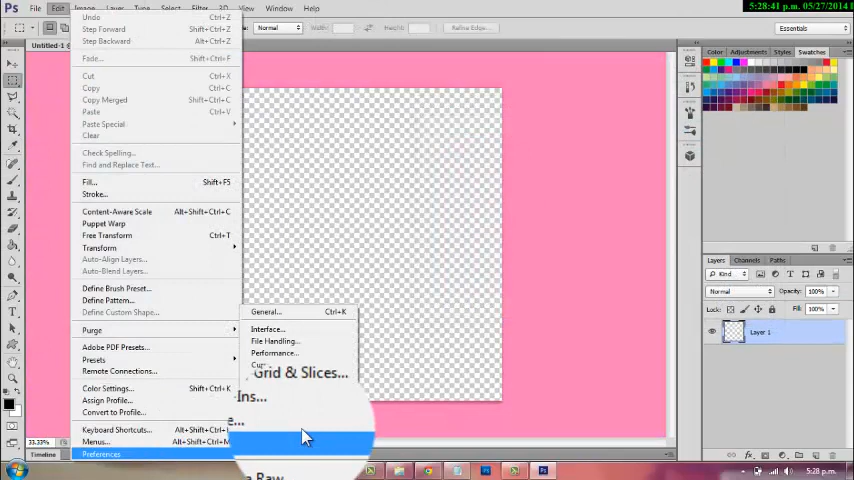 Ps File Edit Image Layer Type Select Filter View Window Help
5:28:41 p.m. 05/27/2014
Normal Width: Height: Refine Edge... Essentials
Untitled-1
Undo Ctrl+Z
Step Forward Shift+Ctrl+Z
Step Backward Alt+Ctrl+Z
Fade... Shift+Ctrl+F
Cut Ctrl+X
Copy Ctrl+C
Copy Merged Shift+Ctrl+C
Paste Ctrl+V
Paste Special
Clear
Check Spelling...
Find and Replace Text...
Fill... Shift+F5
Stroke...
Content-Aware Scale Alt+Shift+Ctrl+C
Puppet Warp
Free Transform Ctrl+T
Transform
Auto-Align Layers...
Auto-Blend Layers...
Define Brush Preset...
Define Pattern...
Define Custom Shape...
Purge
Adobe PDF Presets...
Presets
Remote Connections...
Color Settings... Shift+Ctrl+K
Assign Profile...
Convert to Profile...
Keyboard Shortcuts...
Menus...
Preferences
General... Ctrl+K
Interface...
File Handling...
Performance...
Grid & Slices...
Ins...
e...
a Raw
Color Adjustments Styles Swatches
Layers Channels Paths
Kind
Normal Opacity: 100%
Lock: Fill: 100%
Layer 1
33.33%
Timeline
5:28 p.m.